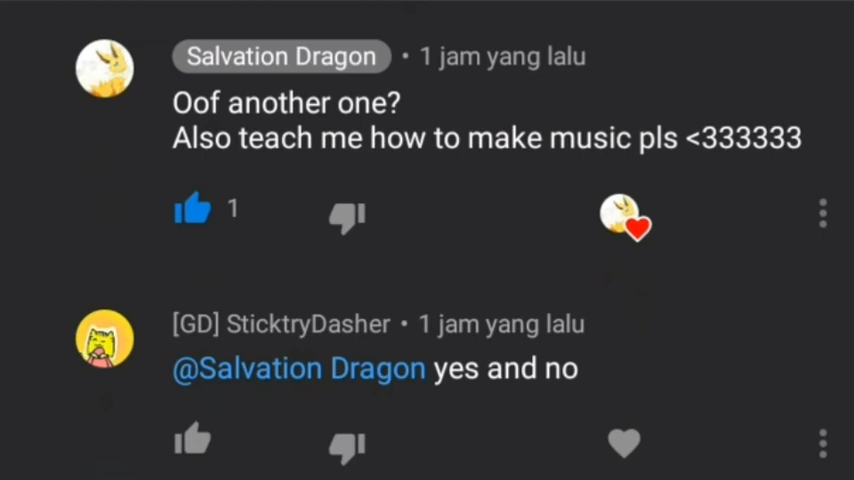 Salvation Dragon • 1 jam yang lalu
Oof another one?
Also teach me how to make music pls <333333
1
[GD] SticktryDasher • 1 jam yang lalu
@Salvation Dragon yes and no